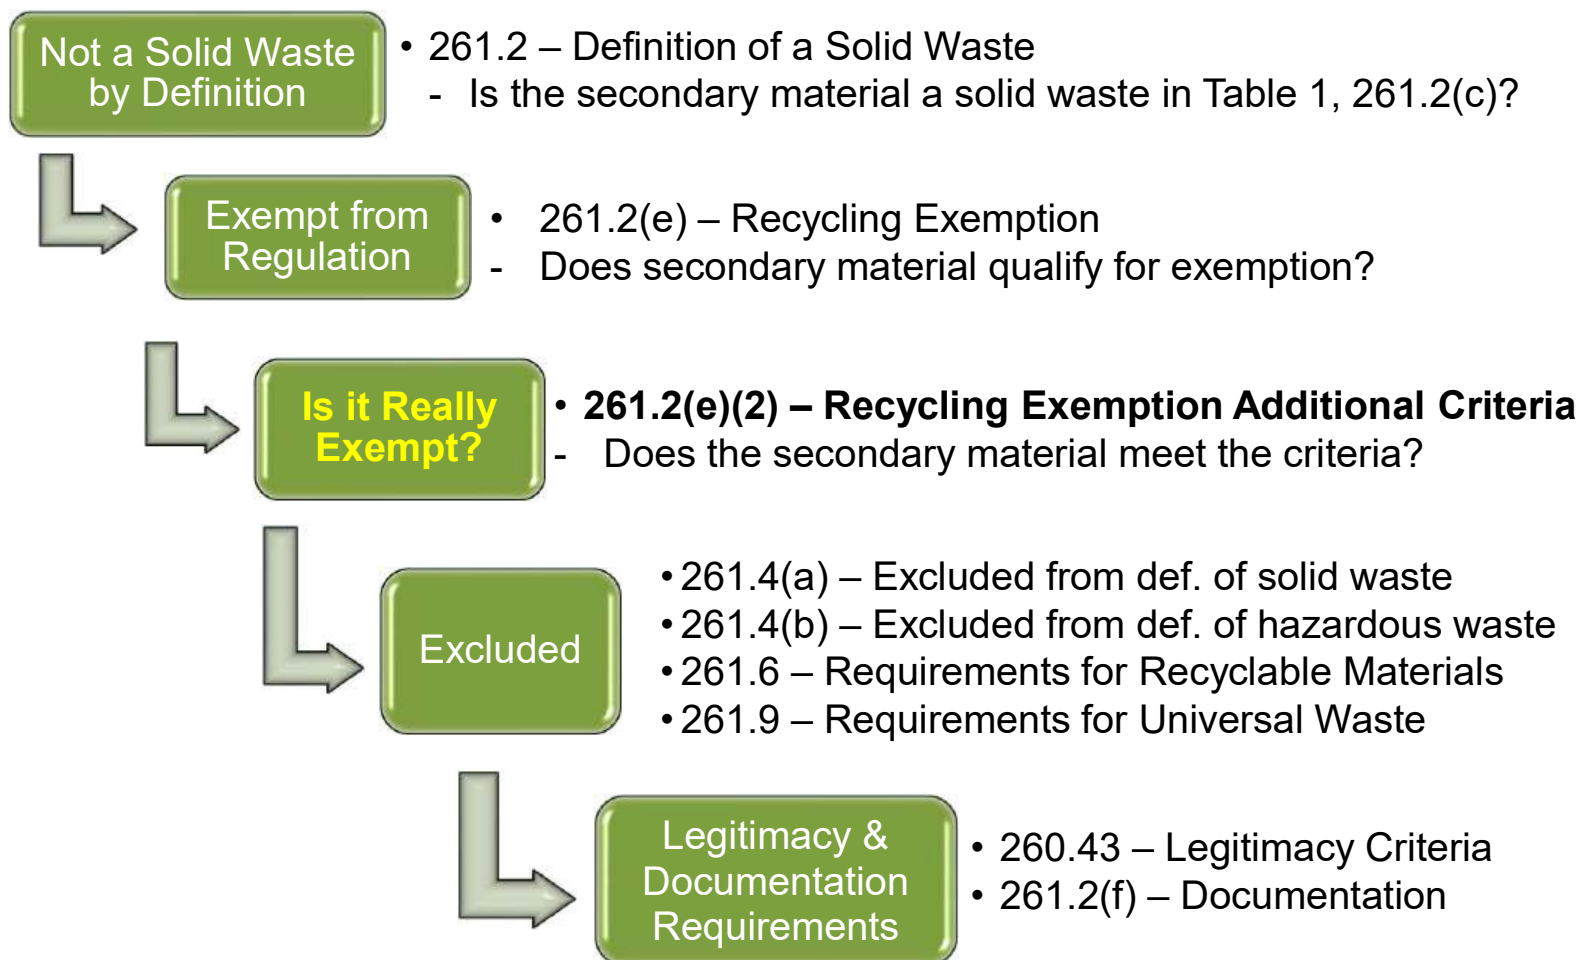 Not a Solid Waste
by Definition
• 261.2 – Definition of a Solid Waste
- Is the secondary material a solid waste in Table 1, 261.2(c)?
Exempt from
Regulation
• 261.2(e) – Recycling Exemption
- Does secondary material qualify for exemption?
Is it Really
Exempt?
• 261.2(e)(2) – Recycling Exemption Additional Criteria
- Does the secondary material meet the criteria?
Excluded
• 261.4(a) – Excluded from def. of solid waste
• 261.4(b) – Excluded from def. of hazardous waste
• 261.6 – Requirements for Recyclable Materials
• 261.9 – Requirements for Universal Waste
Legitimacy &
Documentation
Requirements
• 260.43 – Legitimacy Criteria
• 261.2(f) – Documentation